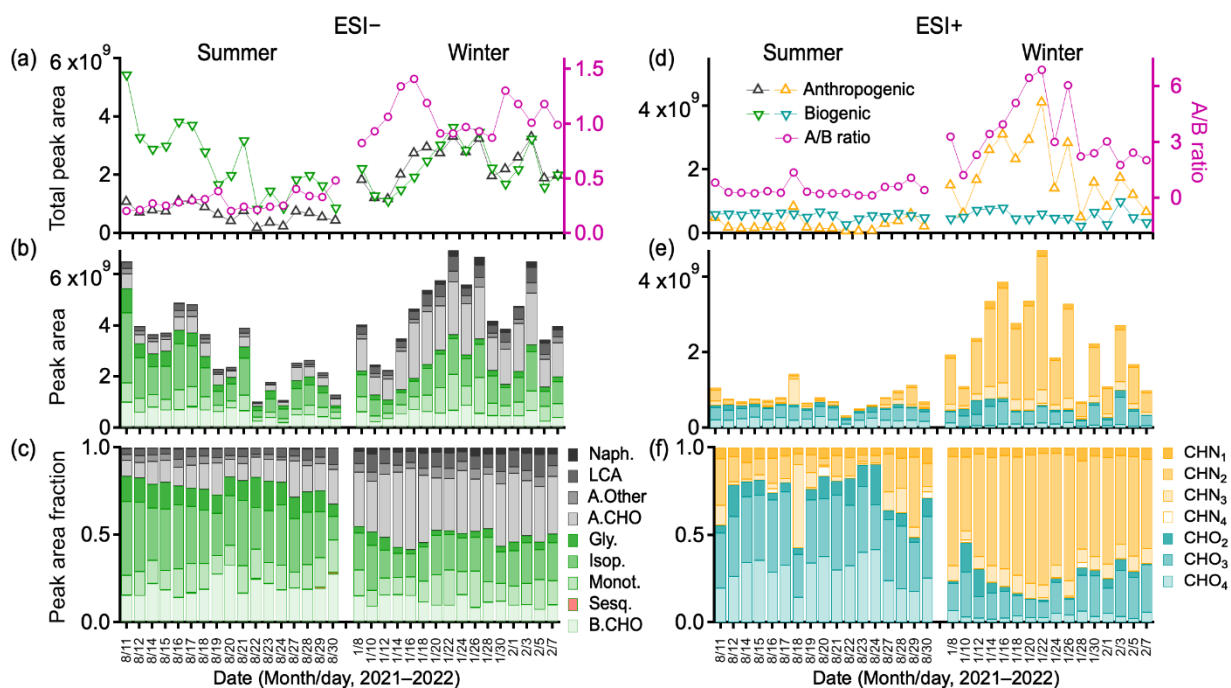 ESI−
ESI+
(a)
Summer
Winter
6 x10⁹
4
2
0
Total peak area
1.5
1.0
0.5
0.0
(d)
Summer
Winter
4 x10⁹
2
0
Anthropogenic
Biogenic
A/B ratio
6
3
0
A/B ratio
(b)
6 x10⁹
4
2
0
Peak area
(e)
4 x10⁹
2
0
Peak area
(c)
1.0
0.5
0.0
Peak area fraction
Naph.
LCA
A.Other
A.CHO
Gly.
Isop.
Monot.
Sesq.
B.CHO
(f)
1.0
0.5
0.0
Peak area fraction
CHN₁
CHN₂
CHN₃
CHN₄
CHO₂
CHO₃
CHO₄
8/11 8/12 8/14 8/15 8/16 8/17 8/18 8/19 8/20 8/21 8/22 8/23 8/24 8/27 8/28 8/29 8/30 1/8 1/10 1/12 1/14 1/16 1/18 1/20 1/22 1/24 1/26 1/28 1/30 2/1 2/3 2/5 2/7
Date (Month/day, 2021–2022)
8/11 8/12 8/14 8/15 8/16 8/17 8/18 8/19 8/20 8/21 8/22 8/23 8/24 8/27 8/28 8/29 8/30 1/8 1/10 1/12 1/14 1/16 1/18 1/20 1/22 1/24 1/26 1/28 1/30 2/1 2/3 2/5 2/7
Date (Month/day, 2021–2022)